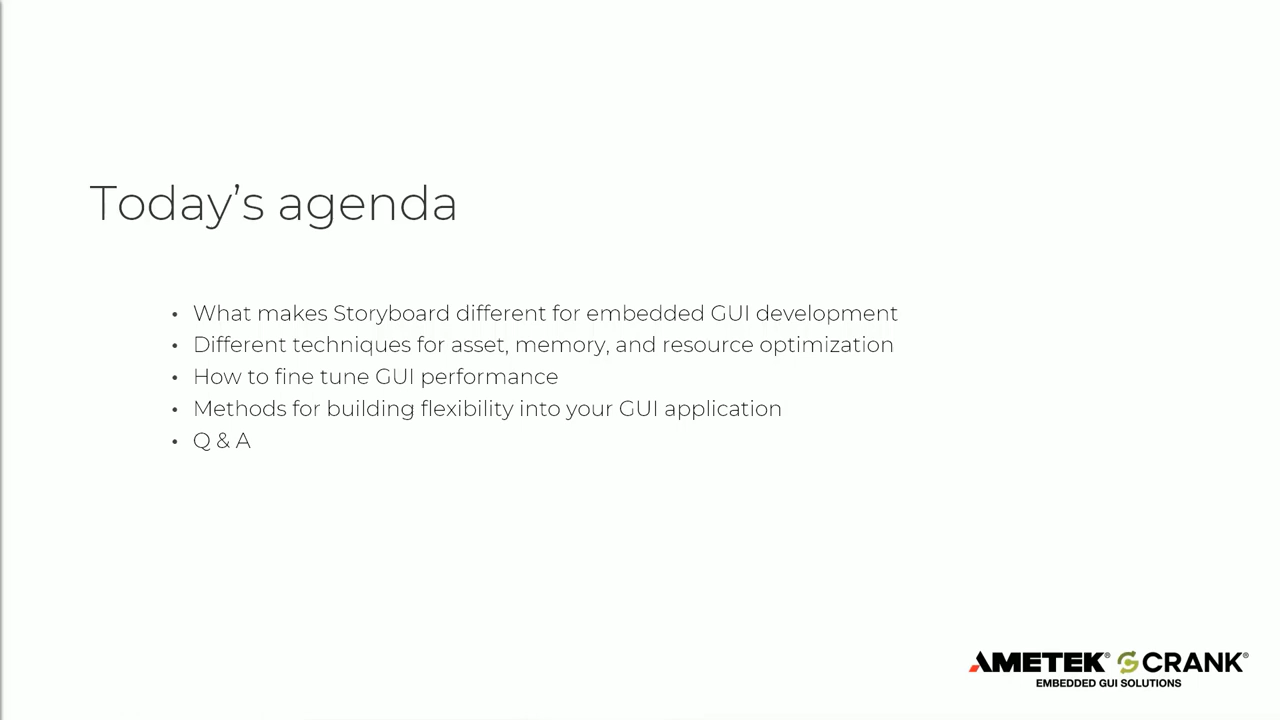 Today’s agenda
• What makes Storyboard different for embedded GUI development
• Different techniques for asset, memory, and resource optimization
• How to fine tune GUI performance
• Methods for building flexibility into your GUI application
• Q & A
AMETEK® CRANK®
EMBEDDED GUI SOLUTIONS